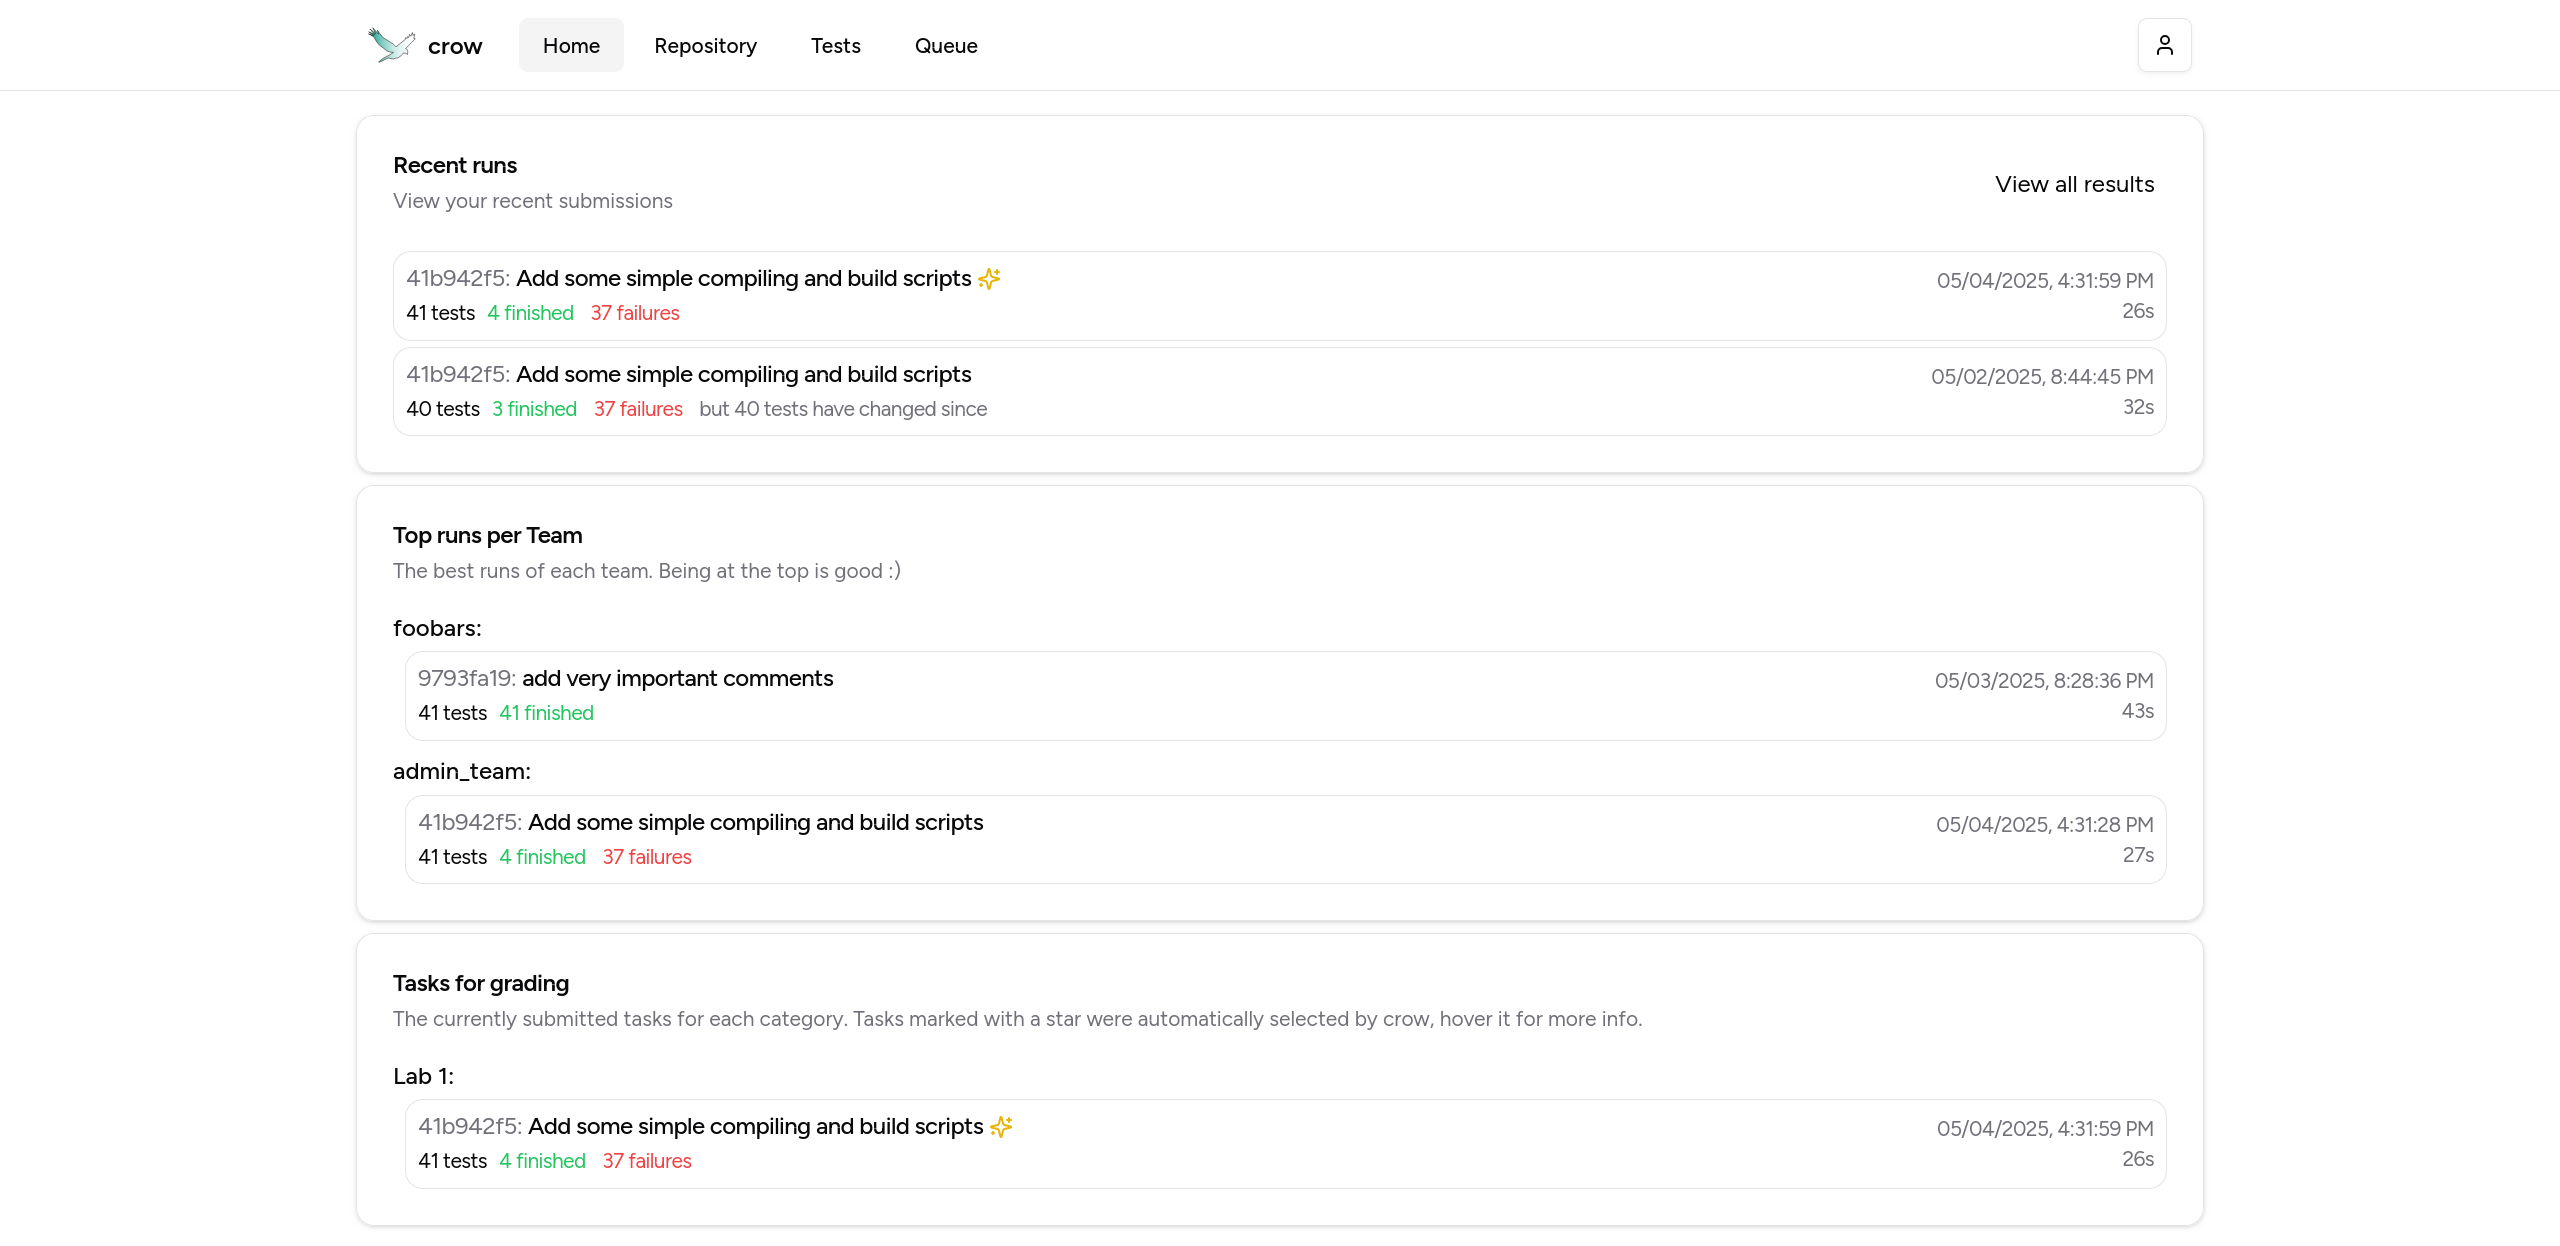 crow Home Repository Tests Queue
Recent runs
View your recent submissions
View all results
41b942f5: Add some simple compiling and build scripts
05/04/2025, 4:31:59 PM
41 tests 4 finished 37 failures
26s
41b942f5: Add some simple compiling and build scripts
05/02/2025, 8:44:45 PM
40 tests 3 finished 37 failures but 40 tests have changed since
32s
Top runs per Team
The best runs of each team. Being at the top is good :)
foobars:
9793fa19: add very important comments
05/03/2025, 8:28:36 PM
41 tests 41 finished
43s
admin_team:
41b942f5: Add some simple compiling and build scripts
05/04/2025, 4:31:28 PM
41 tests 4 finished 37 failures
27s
Tasks for grading
The currently submitted tasks for each category. Tasks marked with a star were automatically selected by crow, hover it for more info.
Lab 1:
41b942f5: Add some simple compiling and build scripts
05/04/2025, 4:31:59 PM
41 tests 4 finished 37 failures
26s